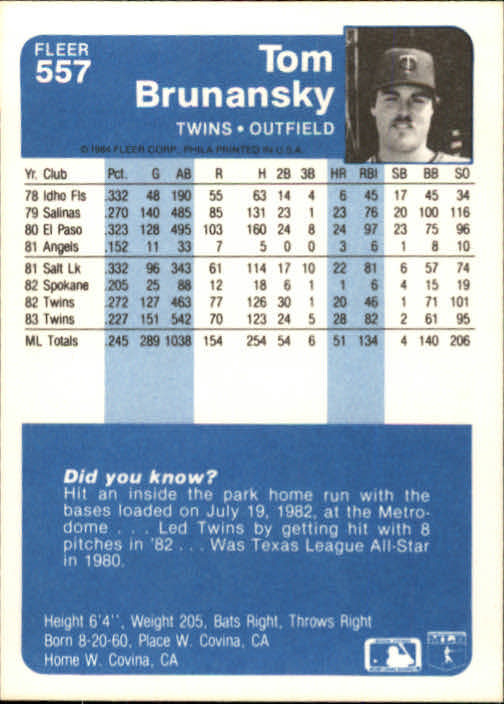 FLEER
557
Tom
Brunansky
TWINS • OUTFIELD
© 1984 FLEER CORP., PHILA PRINTED IN U.S.A.
Yr. Club Pct. G AB R H 2B 3B HR RBI SB BB SO
78 Idho Fls .332 48 190 55 63 14 4 6 45 17 45 34
79 Salinas .270 140 485 85 131 23 1 23 76 20 100 116
80 El Paso .323 128 495 103 160 24 8 24 97 23 75 96
81 Angels .152 11 33 7 5 0 0 3 6 1 8 10
81 Salt Lk .332 96 343 61 114 17 10 22 81 6 57 74
82 Spokane .205 25 88 12 18 6 1 1 6 4 15 19
82 Twins .272 127 463 77 126 30 1 20 46 1 71 101
83 Twins .227 151 542 70 123 24 5 28 82 2 61 95
ML Totals .245 289 1038 154 254 54 6 51 134 4 140 206
Did you know?
Hit an inside the park home run with the
bases loaded on July 19, 1982, at the Metro-
dome . . . Led Twins by getting hit with 8
pitches in '82 . . . Was Texas League All-Star
in 1980.
Height 6'4'', Weight 205, Bats Right, Throws Right
Born 8-20-60, Place W. Covina, CA
Home W. Covina, CA